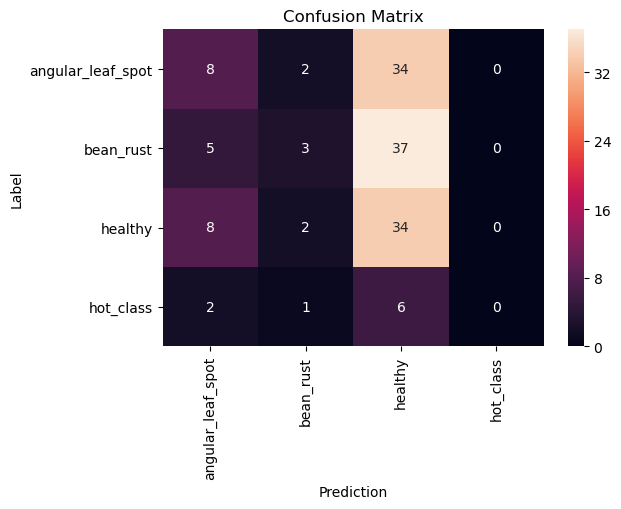 Confusion Matrix
Label
angular_leaf_spot 8 2 34 0
bean_rust 5 3 37 0
healthy 8 2 34 0
hot_class 2 1 6 0
angular_leaf_spot
bean_rust
healthy
hot_class
Prediction
32
24
16
8
0